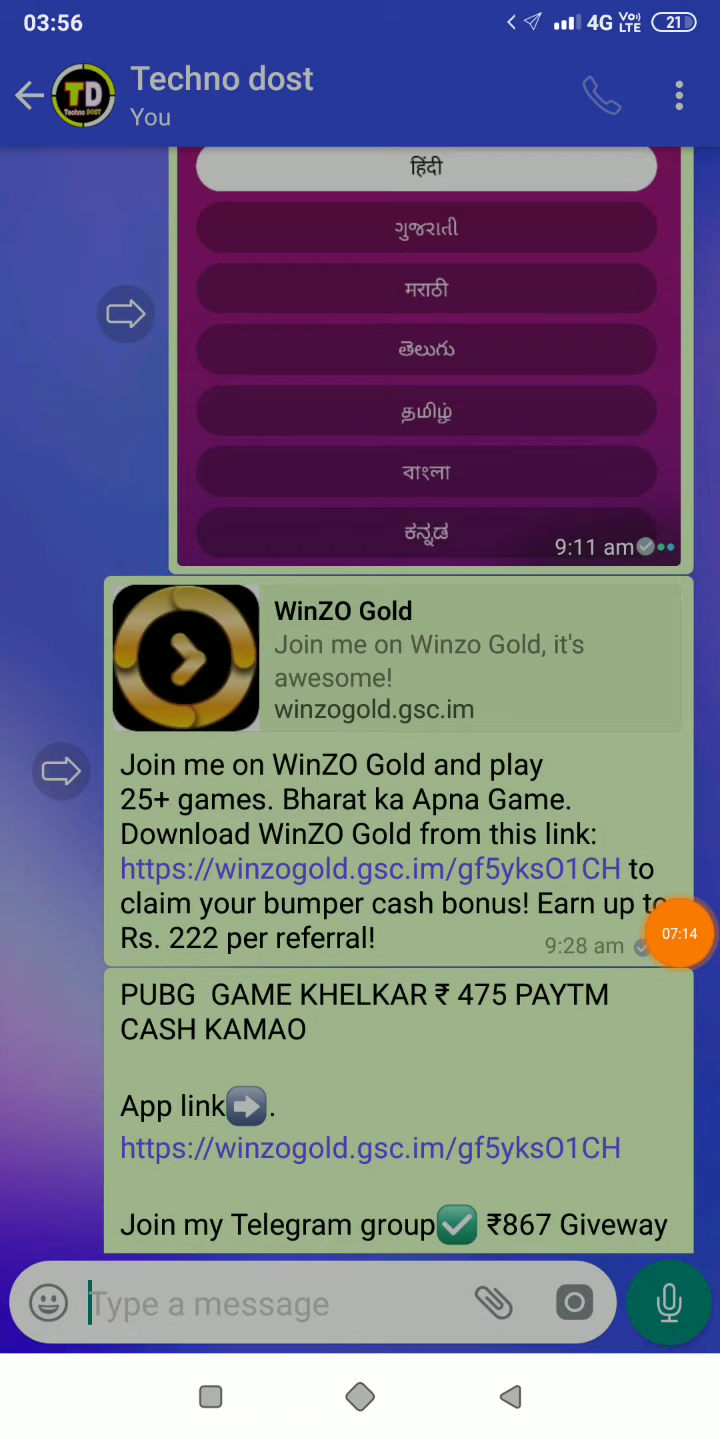 03:56
4G Vo)) LTE 21
TD
Techno DOST
Techno dost
You
हिंदी
ગુજરાતી
मराठी
తెలుగు
தமிழ்
বাংলা
ಕನ್ನಡ
9:11 am
WinZO Gold
Join me on Winzo Gold, it's
awesome!
winzogold.gsc.im
Join me on WinZO Gold and play
25+ games. Bharat ka Apna Game.
Download WinZO Gold from this link:
https://winzogold.gsc.im/gf5yksO1CH to
claim your bumper cash bonus! Earn up to
Rs. 222 per referral!
9:28 am
07:14
PUBG GAME KHELKAR ₹ 475 PAYTM
CASH KAMAO
App link➡️.
https://winzogold.gsc.im/gf5yksO1CH
Join my Telegram group✅ ₹867 Giveway
Type a message